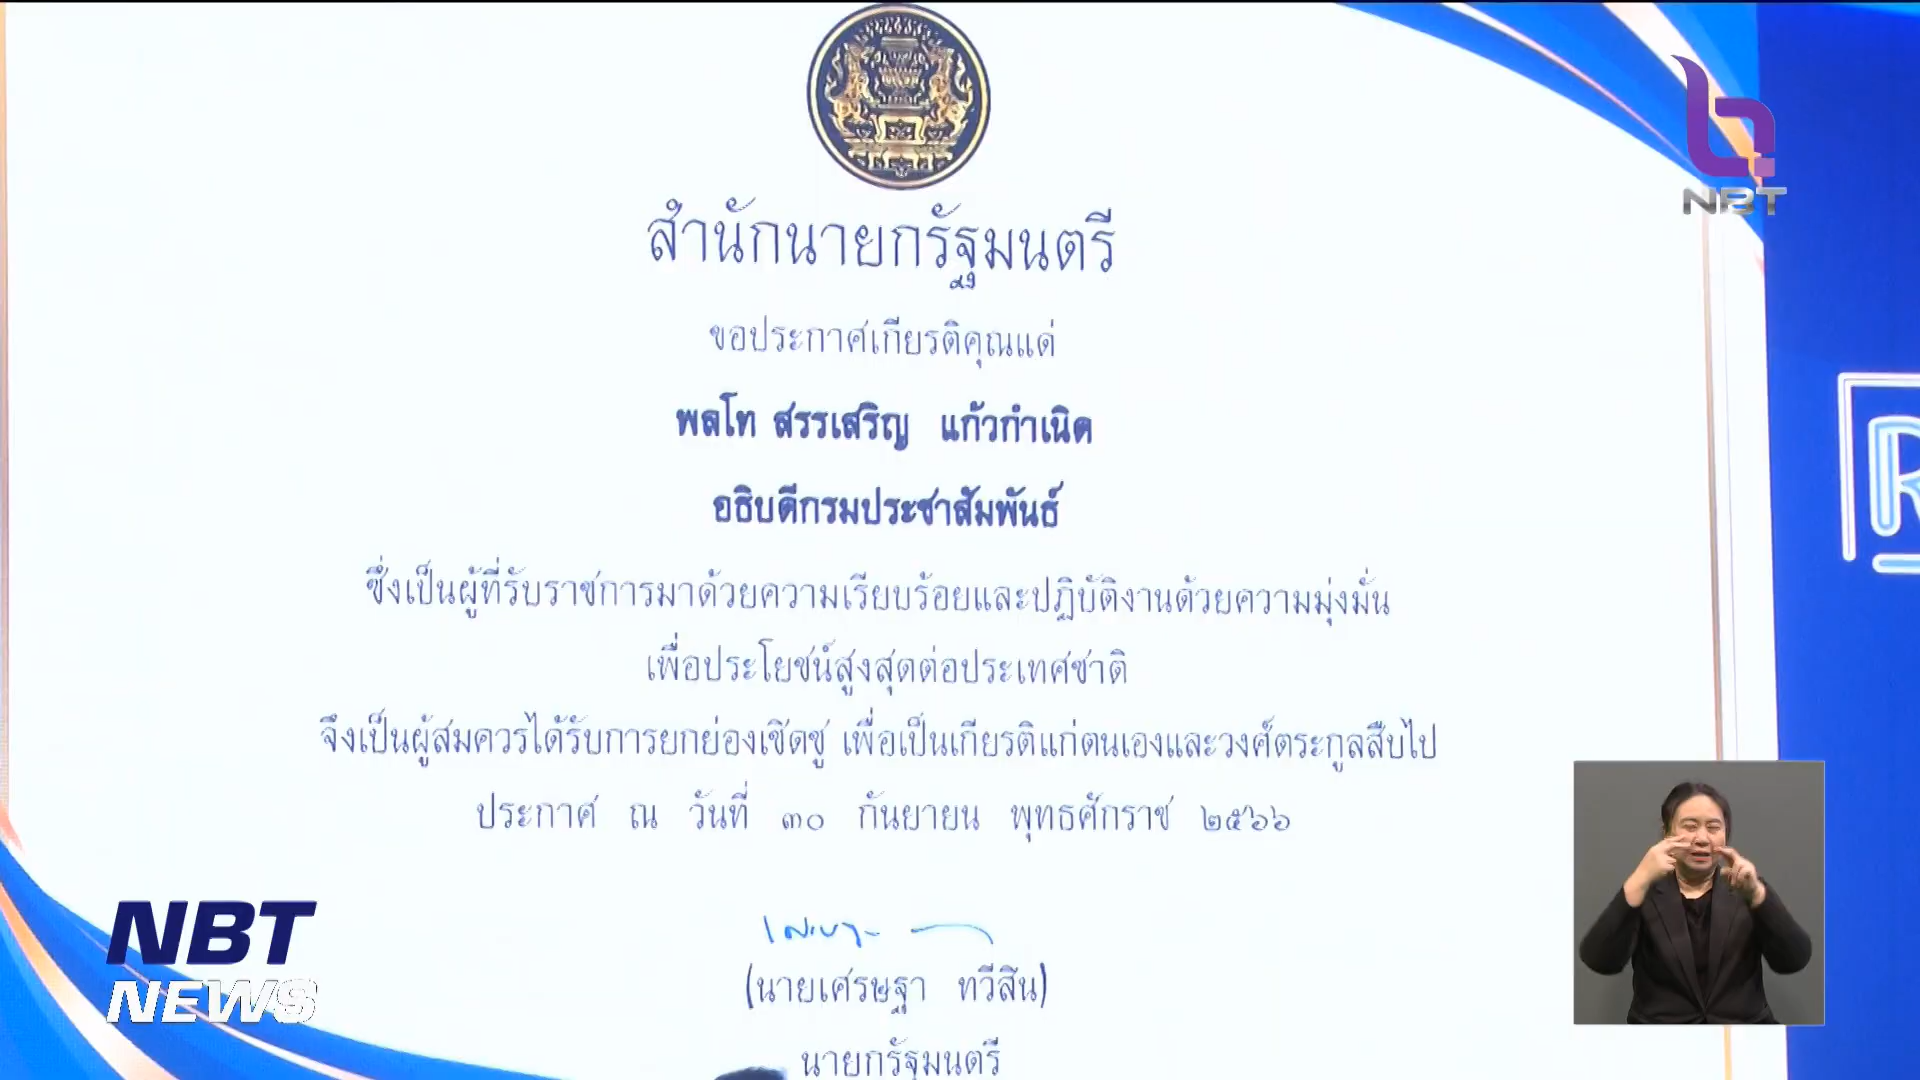 สำนักนายกรัฐมนตรี
ขอประกาศเกียรติคุณแด่
พลโท สรรเสริญ แก้วกำเนิด
อธิบดีกรมประชาสัมพันธ์
ซึ่งเป็นผู้ที่รับราชการมาด้วยความเรียบร้อยและปฏิบัติงานด้วยความมุ่งมั่น
เพื่อประโยชน์สูงสุดต่อประเทศชาติ
จึงเป็นผู้สมควรได้รับการยกย่องเชิดชู เพื่อเป็นเกียรติแก่ตนเองและวงศ์ตระกูลสืบไป
ประกาศ ณ วันที่ ๓๐ กันยายน พุทธศักราช ๒๕๖๖
(นายเศรษฐา ทวีสิน)
นายกรัฐมนตรี
NBT
NBT
NEWS